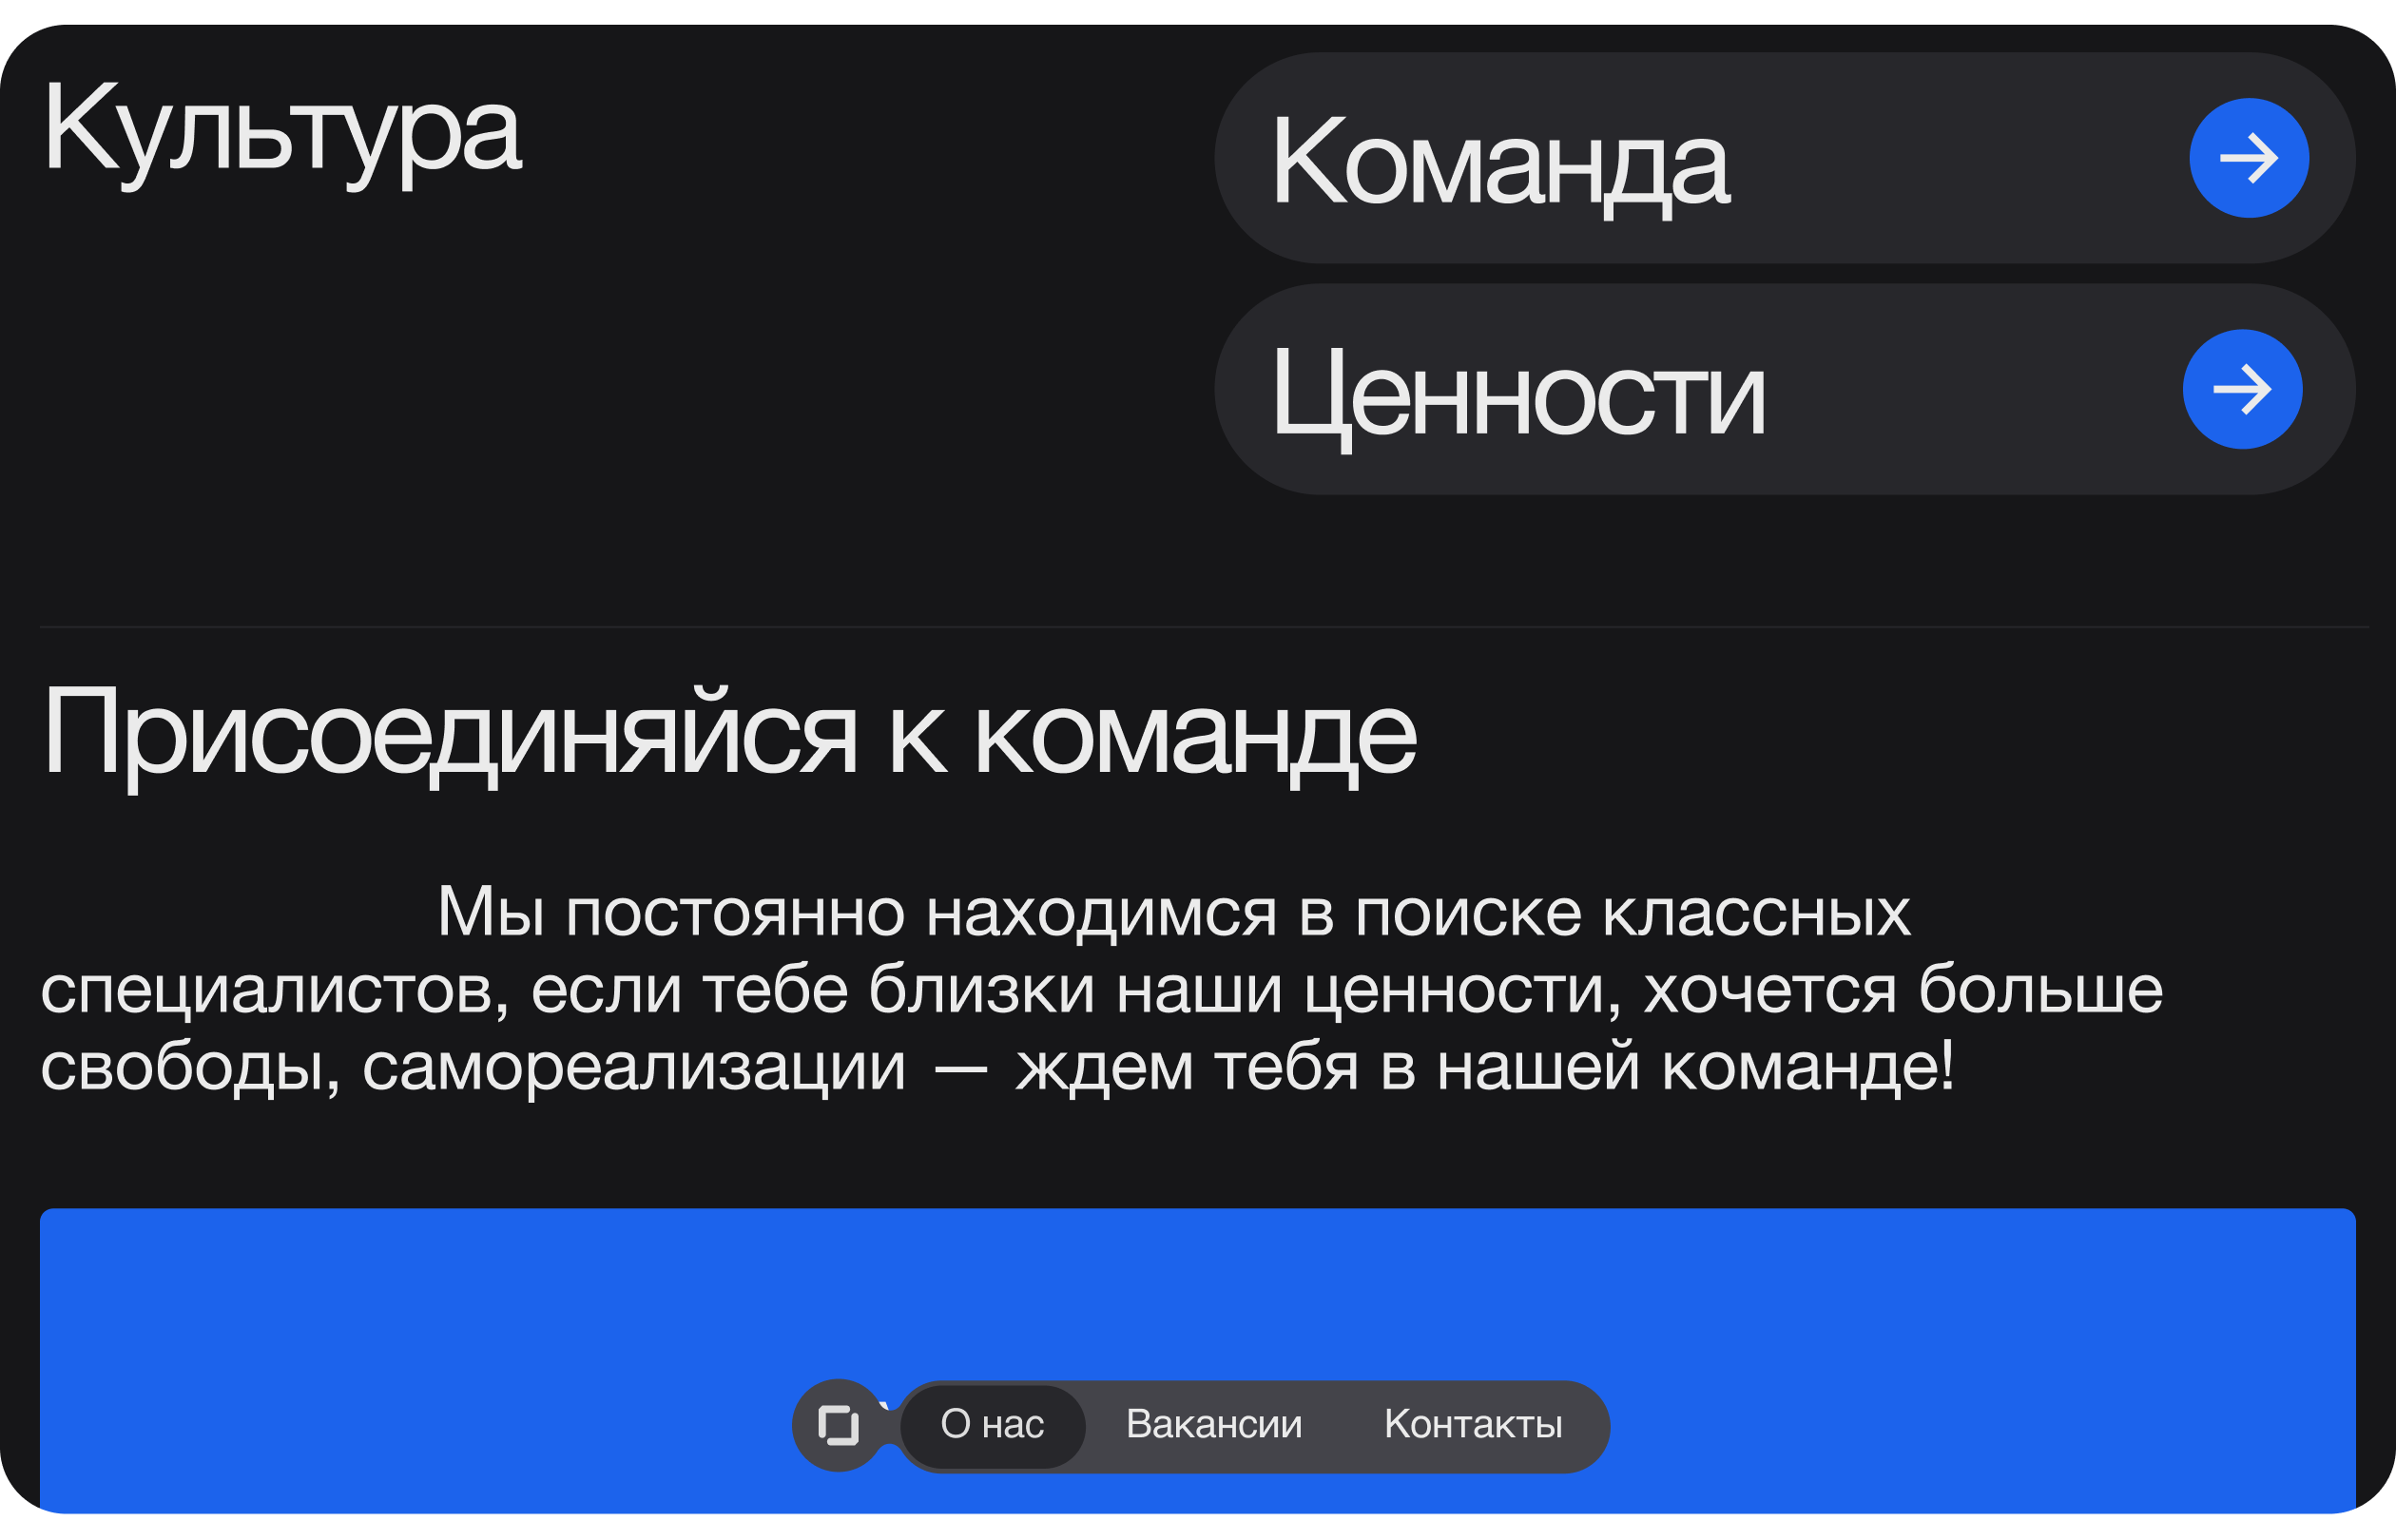 Культура
Команда
Ценности
Присоединяйся к команде
Мы постоянно находимся в поиске классных
специалистов, если тебе близки наши ценности, хочется больше
свободы, самореализации — ждем тебя в нашей команде!
О нас
Вакансии
Контакты